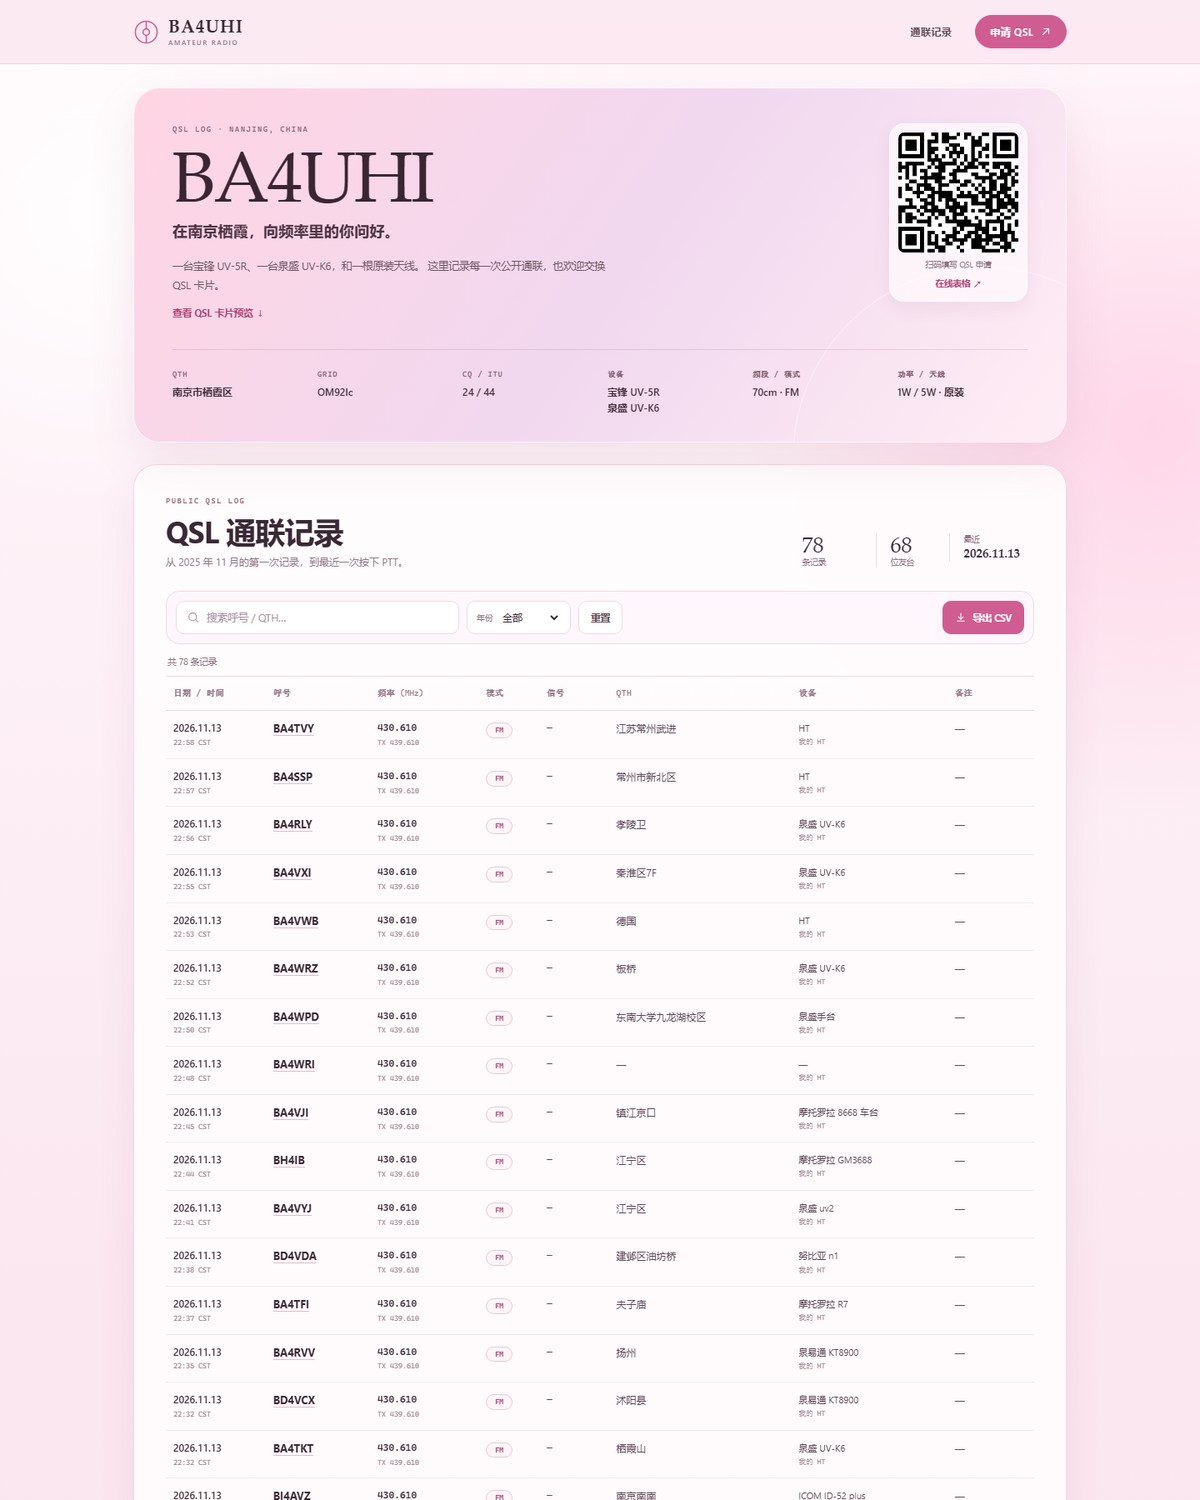 BA4UHI
AMATEUR RADIO
通联记录
申请 QSL ↗
QSL LOG · NANJING, CHINA
BA4UHI
在南京栖霞，向频率里的你问好。
一台宝锋 UV-5R、一台泉盛 UV-K6，和一根原装天线。 这里记录每一次公开通联，也欢迎交换
QSL 卡片。
查看 QSL 卡片预览 ↓
扫码填写 QSL 申请
在线表格 ↗
QTH
南京市栖霞区
GRID
OM92lc
CQ / ITU
24 / 44
设备
宝锋 UV-5R
泉盛 UV-K6
频段 / 模式
70cm · FM
功率 / 天线
1W / 5W · 原装
PUBLIC QSL LOG
QSL 通联记录
从 2025 年 11 月的第一次记录，到最近一次按下 PTT。
78
条记录
68
位友台
最近
2026.11.13
搜索呼号 / QTH...
年份 全部
重置
导出 CSV
共 78 条记录
日期 / 时间 呼号 频率 (MHz) 模式 信号 QTH 设备 备注
2026.11.13 BA4TVY 430.610 FM — 江苏常州武进 HT —
22:58 CST TX 439.610 我的 HT
2026.11.13 BA4SSP 430.610 FM — 常州市新北区 HT —
22:57 CST TX 439.610 我的 HT
2026.11.13 BA4RLY 430.610 FM — 孝陵卫 泉盛 UV-K6 —
22:56 CST TX 439.610 我的 HT
2026.11.13 BA4VXI 430.610 FM — 秦淮区7F 泉盛 UV-K6 —
22:55 CST TX 439.610 我的 HT
2026.11.13 BA4VWB 430.610 FM — 德国 HT —
22:53 CST TX 439.610 我的 HT
2026.11.13 BA4WRZ 430.610 FM — 板桥 泉盛 UV-K6 —
22:52 CST TX 439.610 我的 HT
2026.11.13 BA4WPD 430.610 FM — 东南大学九龙湖校区 泉盛手台 —
22:50 CST TX 439.610 我的 HT
2026.11.13 BA4WRI 430.610 FM — — — —
22:48 CST TX 439.610 我的 HT
2026.11.13 BA4VJI 430.610 FM — 镇江京口 摩托罗拉 8668 车台 —
22:45 CST TX 439.610 我的 HT
2026.11.13 BH4IB 430.610 FM — 江宁区 摩托罗拉 GM3688 —
22:44 CST TX 439.610 我的 HT
2026.11.13 BA4VYJ 430.610 FM — 江宁区 泉盛 uv2 —
22:41 CST TX 439.610 我的 HT
2026.11.13 BD4VDA 430.610 FM — 建邺区油坊桥 努比亚 n1 —
22:38 CST TX 439.610 我的 HT
2026.11.13 BA4TFI 430.610 FM — 夫子庙 摩托罗拉 R7 —
22:37 CST TX 439.610 我的 HT
2026.11.13 BA4RVV 430.610 FM — 扬州 泉易通 KT8900 —
22:35 CST TX 439.610 我的 HT
2026.11.13 BD4VCX 430.610 FM — 沭阳县 泉易通 KT8900 —
22:32 CST TX 439.610 我的 HT
2026.11.13 BA4TKT 430.610 FM — 栖霞山 泉盛 UV-K6 —
22:32 CST TX 439.610 我的 HT
2026.11.13 BI4AVZ 430.610 FM — 南京南南 ICOM ID-52 plus —